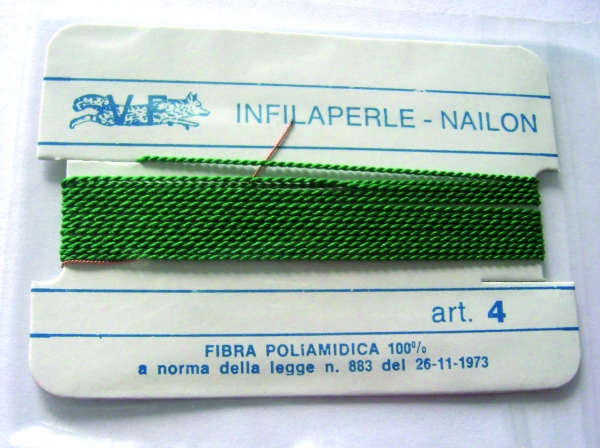 V.F.
INFILAPERLE - NAILON
art. 4
FIBRA POLiAMIDICA 100%
a norma della legge n. 883 del 26-11-1973